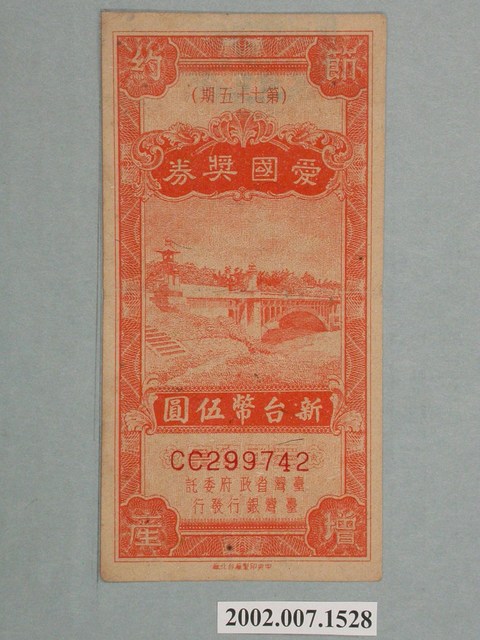 節約
(第七十五期)
愛國獎券
新台幣伍圓
CC299742
臺灣省政府委託
臺灣銀行發行
增產
2002.007.1528